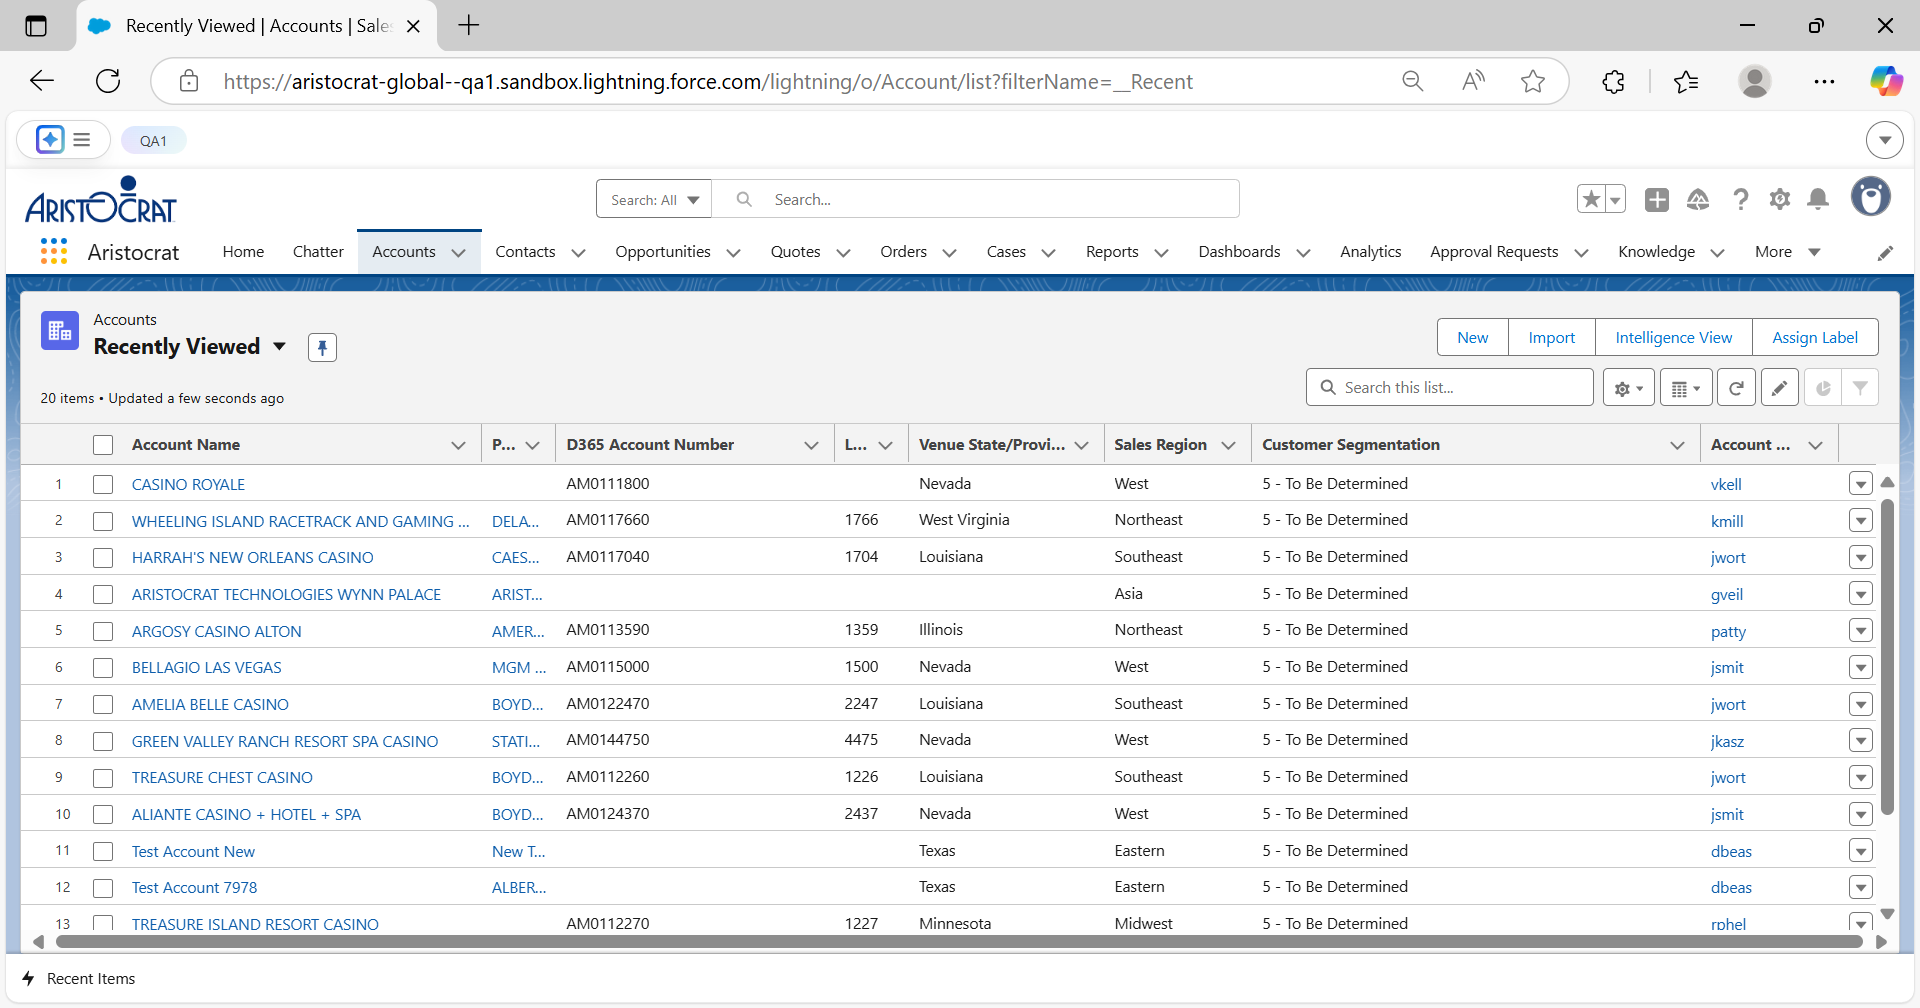 Recently Viewed | Accounts | Sales
https://aristocrat-global--qa1.sandbox.lightning.force.com/lightning/o/Account/list?filterName=__Recent
QA1
ARISTOCRAT
Search: All Search...
Aristocrat Home Chatter Accounts Contacts Opportunities Quotes Orders Cases Reports Dashboards Analytics Approval Requests Knowledge More
Accounts
Recently Viewed
New Import Intelligence View Assign Label
20 items • Updated a few seconds ago
Search this list...
Account Name P... D365 Account Number L... Venue State/Provi... Sales Region Customer Segmentation Account ...
1 CASINO ROYALE AM0111800 Nevada West 5 - To Be Determined vkell
2 WHEELING ISLAND RACETRACK AND GAMING ... DELA... AM0117660 1766 West Virginia Northeast 5 - To Be Determined kmill
3 HARRAH'S NEW ORLEANS CASINO CAES... AM0117040 1704 Louisiana Southeast 5 - To Be Determined jwort
4 ARISTOCRAT TECHNOLOGIES WYNN PALACE ARIST... Asia 5 - To Be Determined gveil
5 ARGOSY CASINO ALTON AMER... AM0113590 1359 Illinois Northeast 5 - To Be Determined patty
6 BELLAGIO LAS VEGAS MGM ... AM0115000 1500 Nevada West 5 - To Be Determined jsmit
7 AMELIA BELLE CASINO BOYD... AM0122470 2247 Louisiana Southeast 5 - To Be Determined jwort
8 GREEN VALLEY RANCH RESORT SPA CASINO STATI... AM0144750 4475 Nevada West 5 - To Be Determined jkasz
9 TREASURE CHEST CASINO BOYD... AM0112260 1226 Louisiana Southeast 5 - To Be Determined jwort
10 ALIANTE CASINO + HOTEL + SPA BOYD... AM0124370 2437 Nevada West 5 - To Be Determined jsmit
11 Test Account New New T... Texas Eastern 5 - To Be Determined dbeas
12 Test Account 7978 ALBER... Texas Eastern 5 - To Be Determined dbeas
13 TREASURE ISLAND RESORT CASINO AM0112270 1227 Minnesota Midwest 5 - To Be Determined rphel
Recent Items